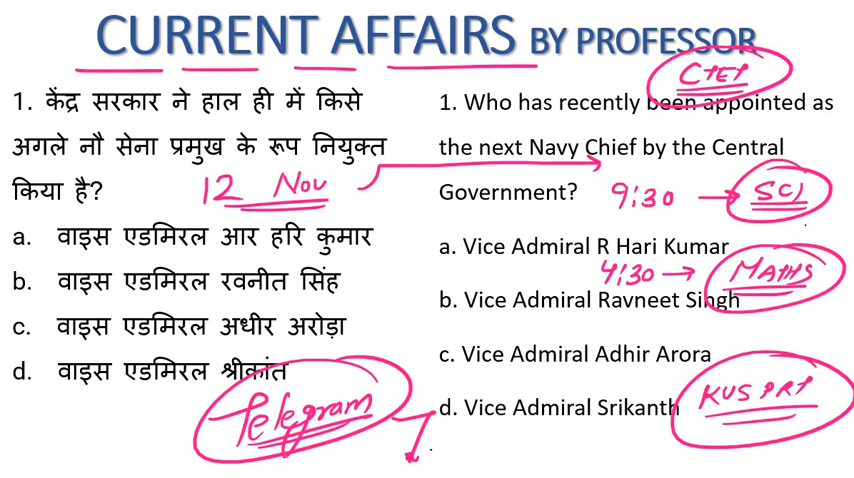 CURRENT AFFAIRS BY PROFESSOR
CTET
1. केंद्र सरकार ने हाल ही में किसे
अगले नौ सेना प्रमुख के रूप नियुक्त
किया है?
12 Nov
a. वाइस एडमिरल आर हरि कुमार
b. वाइस एडमिरल रवनीत सिंह
c. वाइस एडमिरल अधीर अरोड़ा
d. वाइस एडमिरल श्रीकांत
Telegram
1. Who has recently been appointed as
the next Navy Chief by the Central
Government?
9:30 SCI
a. Vice Admiral R Hari Kumar
4:30 MATHS
b. Vice Admiral Ravneet Singh
c. Vice Admiral Adhir Arora
d. Vice Admiral Srikanth